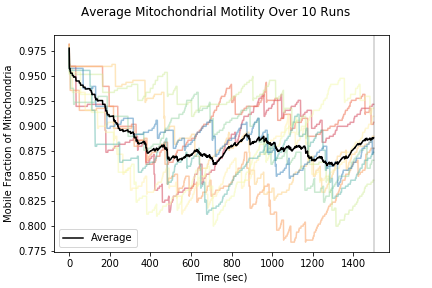 Average Mitochondrial Motility Over 10 Runs
Mobile Fraction of Mitochondria
0.975
0.950
0.925
0.900
0.875
0.850
0.825
0.800
0.775
Average
0 200 400 600 800 1000 1200 1400
Time (sec)